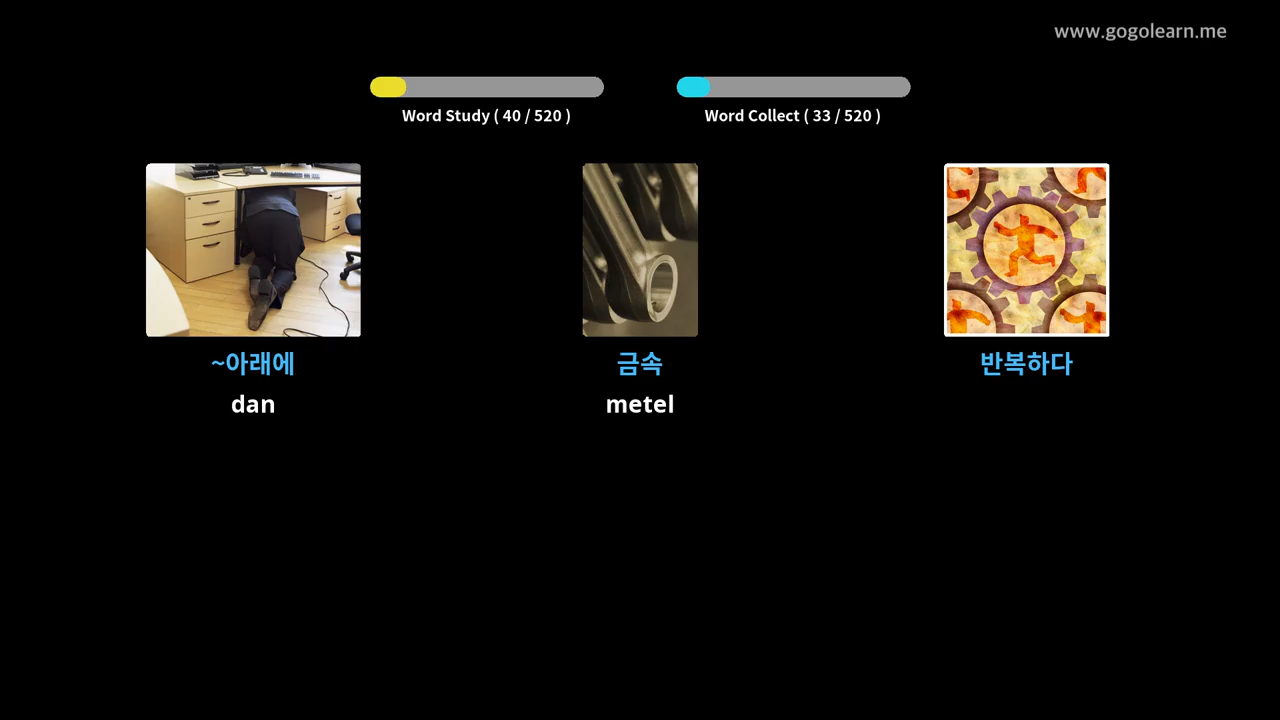 www.gogolearn.me
Word Study ( 40 / 520 )
Word Collect ( 33 / 520 )
~아래에
금속
반복하다
dan
metel